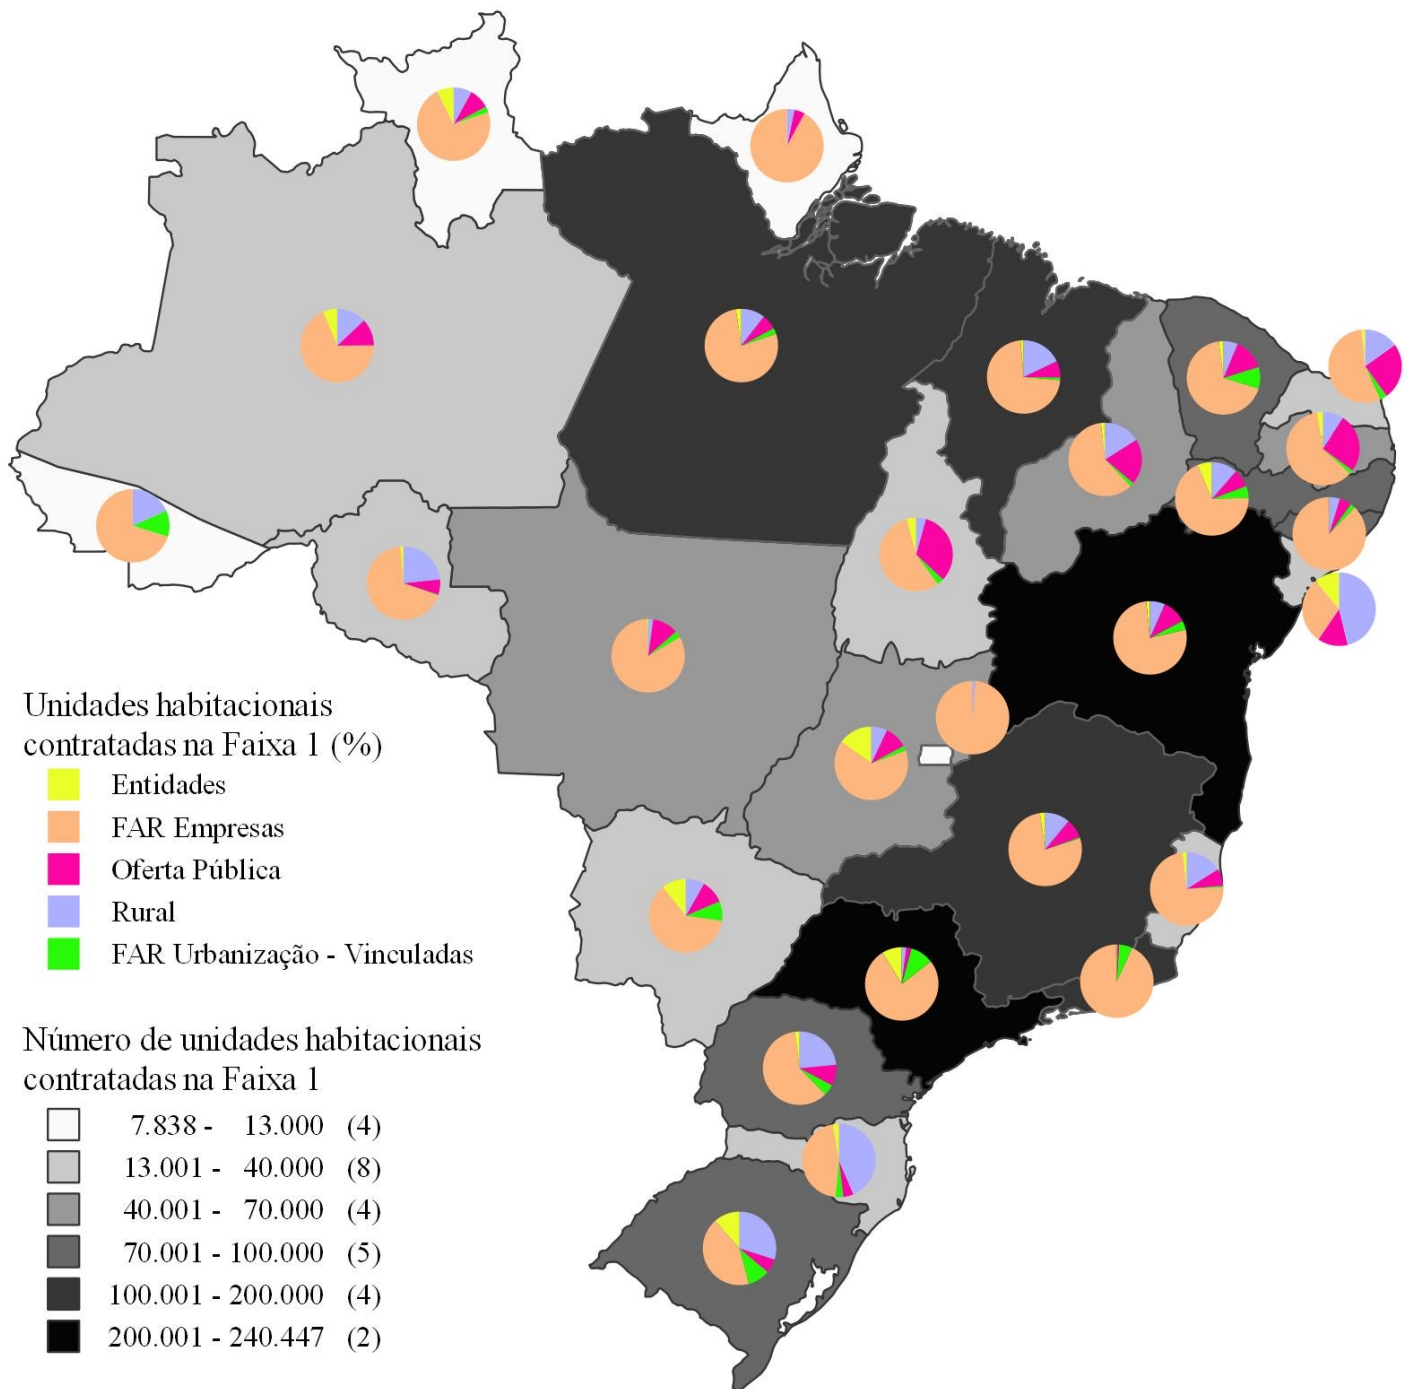 Unidades habitacionais
contratadas na Faixa 1 (%)
Entidades
FAR Empresas
Oferta Pública
Rural
FAR Urbanização - Vinculadas
Número de unidades habitacionais
contratadas na Faixa 1
7.838 - 13.000 (4)
13.001 - 40.000 (8)
40.001 - 70.000 (4)
70.001 - 100.000 (5)
100.001 - 200.000 (4)
200.001 - 240.447 (2)